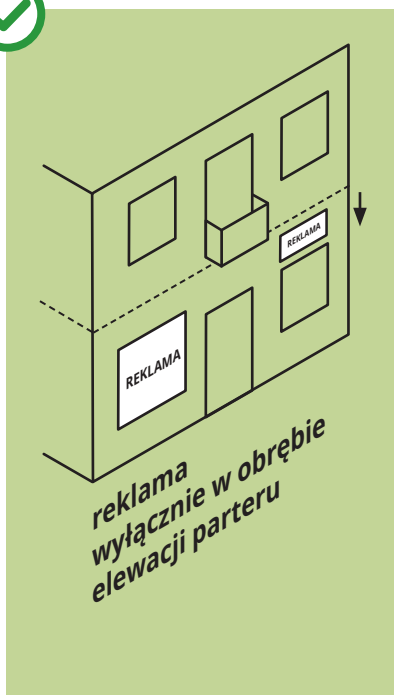 REKLAMA
REKLAMA
reklama
wyłącznie w obrębie
elewacji parteru